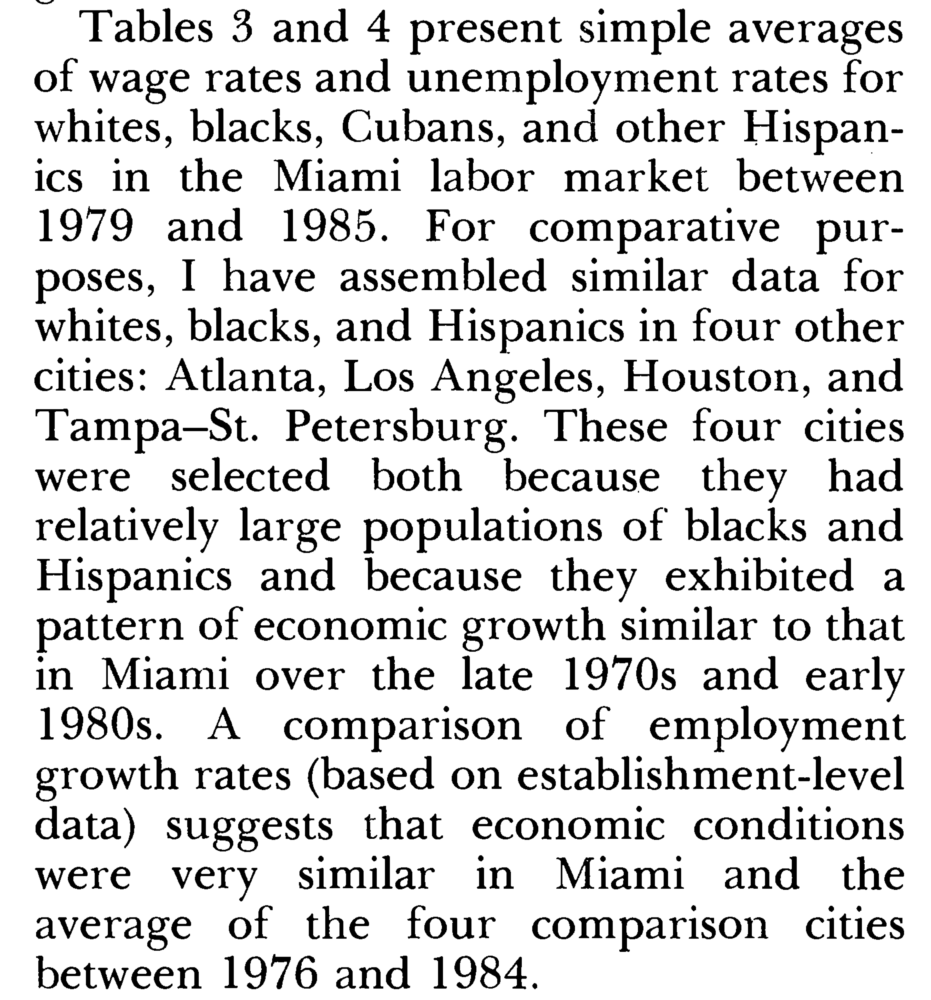 Tables 3 and 4 present simple averages
of wage rates and unemployment rates for
whites, blacks, Cubans, and other Hispan-
ics in the Miami labor market between
1979 and 1985. For comparative pur-
poses, I have assembled similar data for
whites, blacks, and Hispanics in four other
cities: Atlanta, Los Angeles, Houston, and
Tampa–St. Petersburg. These four cities
were selected both because they had
relatively large populations of blacks and
Hispanics and because they exhibited a
pattern of economic growth similar to that
in Miami over the late 1970s and early
1980s. A comparison of employment
growth rates (based on establishment-level
data) suggests that economic conditions
were very similar in Miami and the
average of the four comparison cities
between 1976 and 1984.